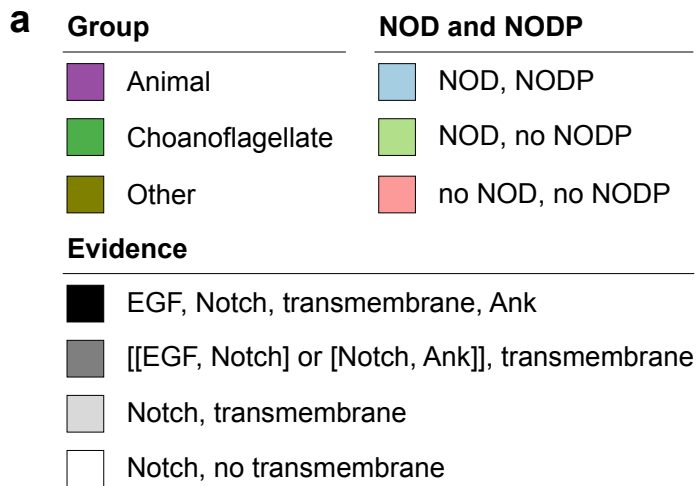 a
Group
NOD and NODP
Animal
NOD, NODP
Choanoflagellate
NOD, no NODP
Other
no NOD, no NODP
Evidence
EGF, Notch, transmembrane, Ank
[[EGF, Notch] or [Notch, Ank]], transmembrane
Notch, transmembrane
Notch, no transmembrane